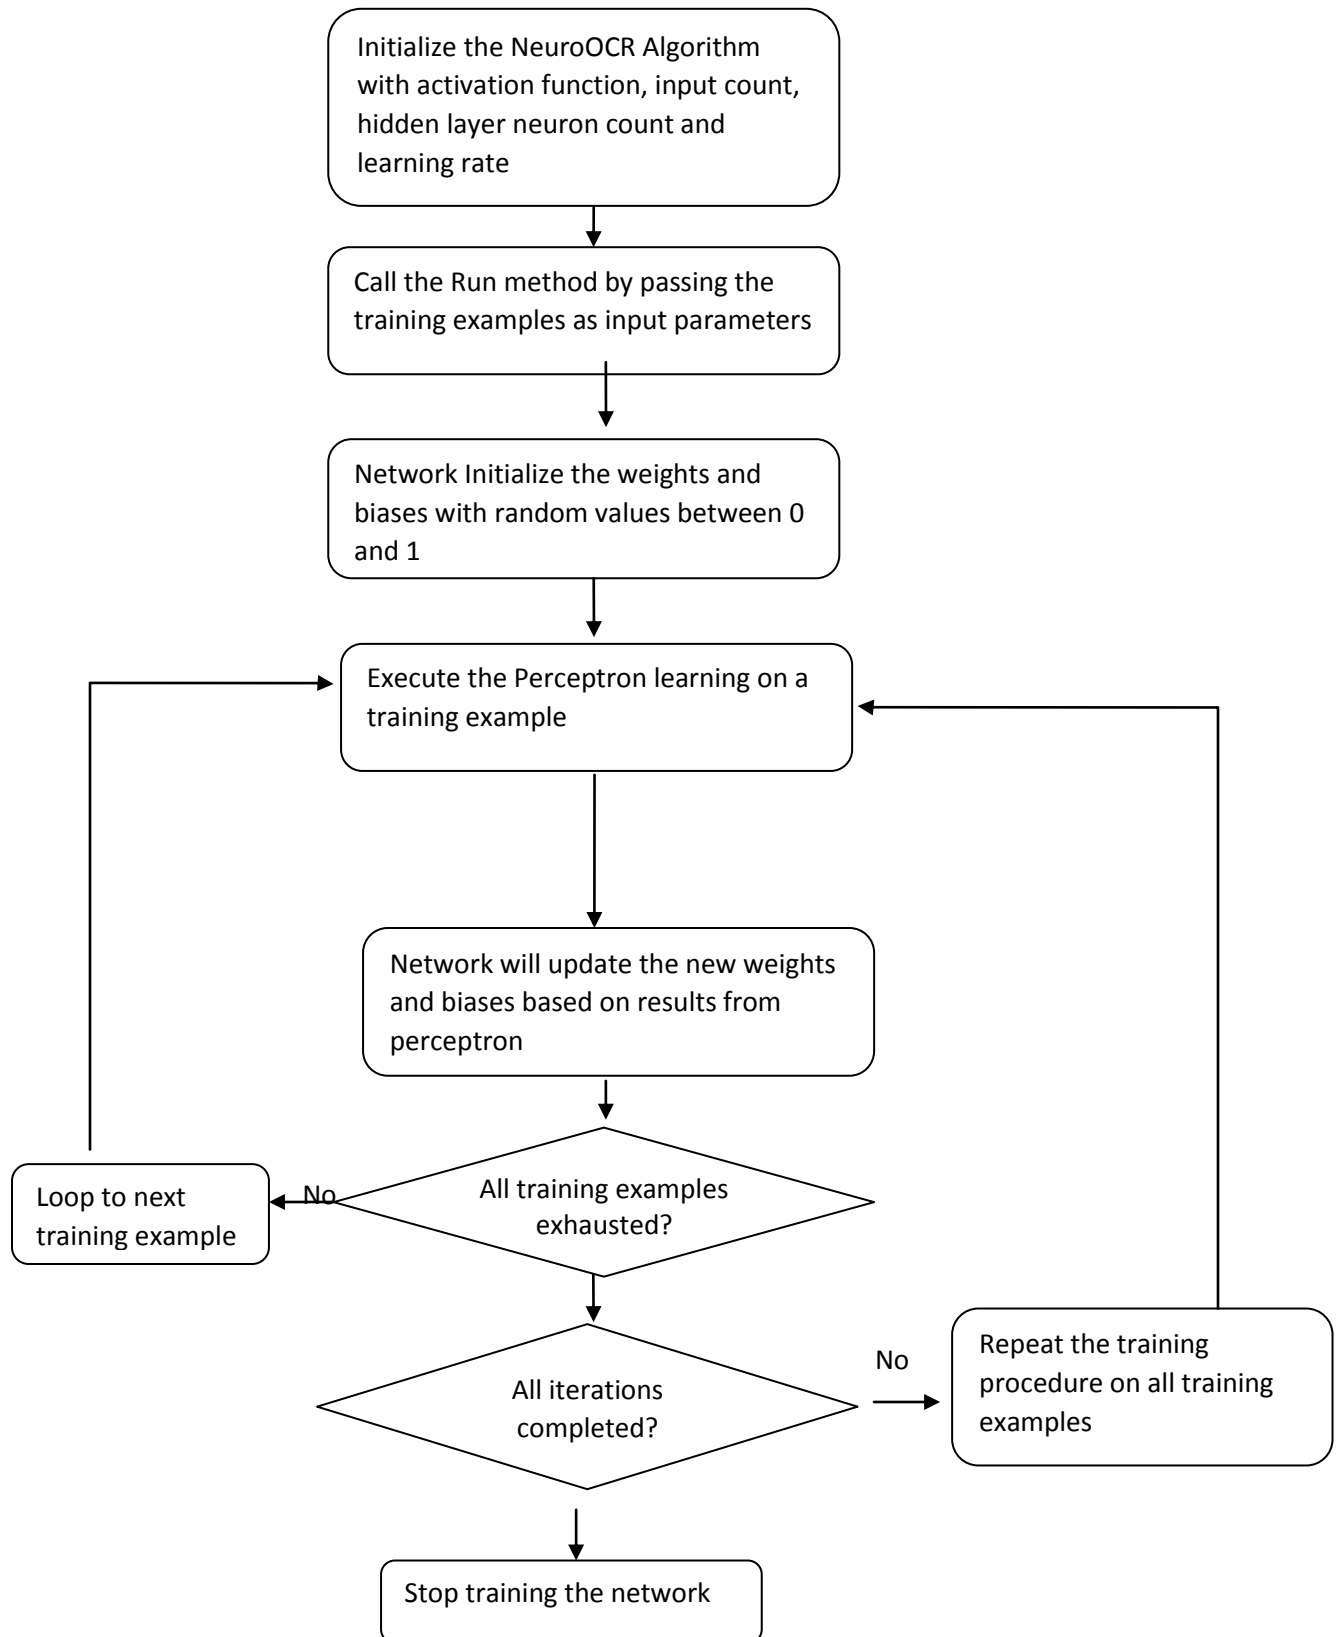 Initialize the NeuroOCR Algorithm
with activation function, input count,
hidden layer neuron count and
learning rate
Call the Run method by passing the
training examples as input parameters
Network Initialize the weights and
biases with random values between 0
and 1
Execute the Perceptron learning on a
training example
Network will update the new weights
and biases based on results from
perceptron
All training examples
exhausted?
No
Loop to next
training example
All iterations
completed?
No
Repeat the training
procedure on all training
examples
Stop training the network